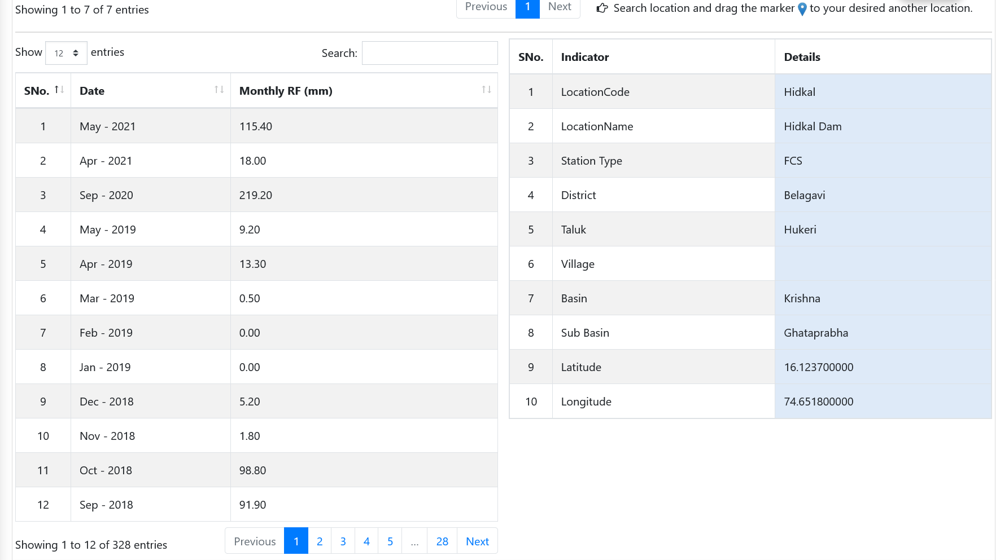 Showing 1 to 7 of 7 entries
Previous 1 Next
Search location and drag the marker to your desired another location.
Show 12 entries
Search:
SNo. Date Monthly RF (mm)
1 May - 2021 115.40
2 Apr - 2021 18.00
3 Sep - 2020 219.20
4 May - 2019 9.20
5 Apr - 2019 13.30
6 Mar - 2019 0.50
7 Feb - 2019 0.00
8 Jan - 2019 0.00
9 Dec - 2018 5.20
10 Nov - 2018 1.80
11 Oct - 2018 98.80
12 Sep - 2018 91.90
Showing 1 to 12 of 328 entries
Previous 1 2 3 4 5 ... 28 Next
SNo. Indicator Details
1 LocationCode Hidkal
2 LocationName Hidkal Dam
3 Station Type FCS
4 District Belagavi
5 Taluk Hukeri
6 Village
7 Basin Krishna
8 Sub Basin Ghataprabha
9 Latitude 16.123700000
10 Longitude 74.651800000